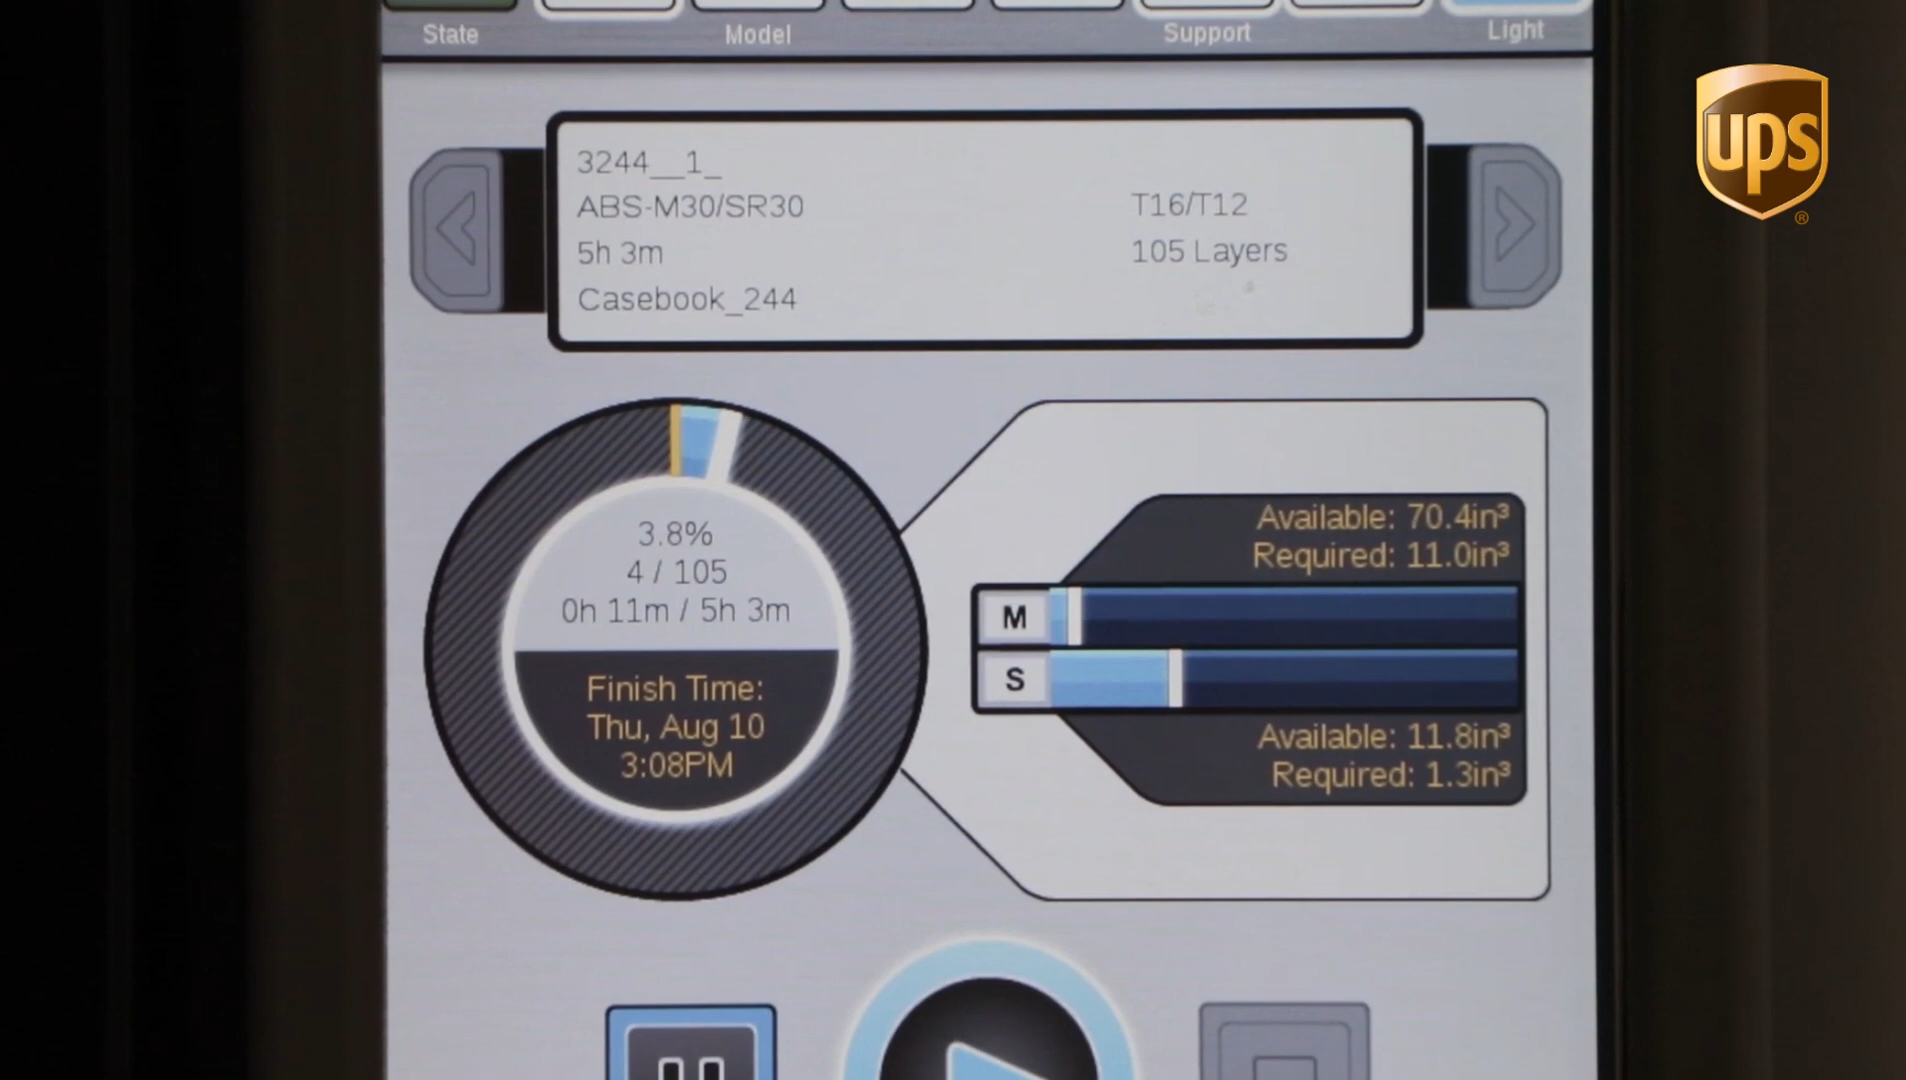 State Model Support Light
ups
®
3244__1_
ABS-M30/SR30 T16/T12
5h 3m 105 Layers
Casebook_244
3.8%
4 / 105
0h 11m / 5h 3m
Finish Time:
Thu, Aug 10
3:08PM
Available: 70.4in³
Required: 11.0in³
M
S
Available: 11.8in³
Required: 1.3in³